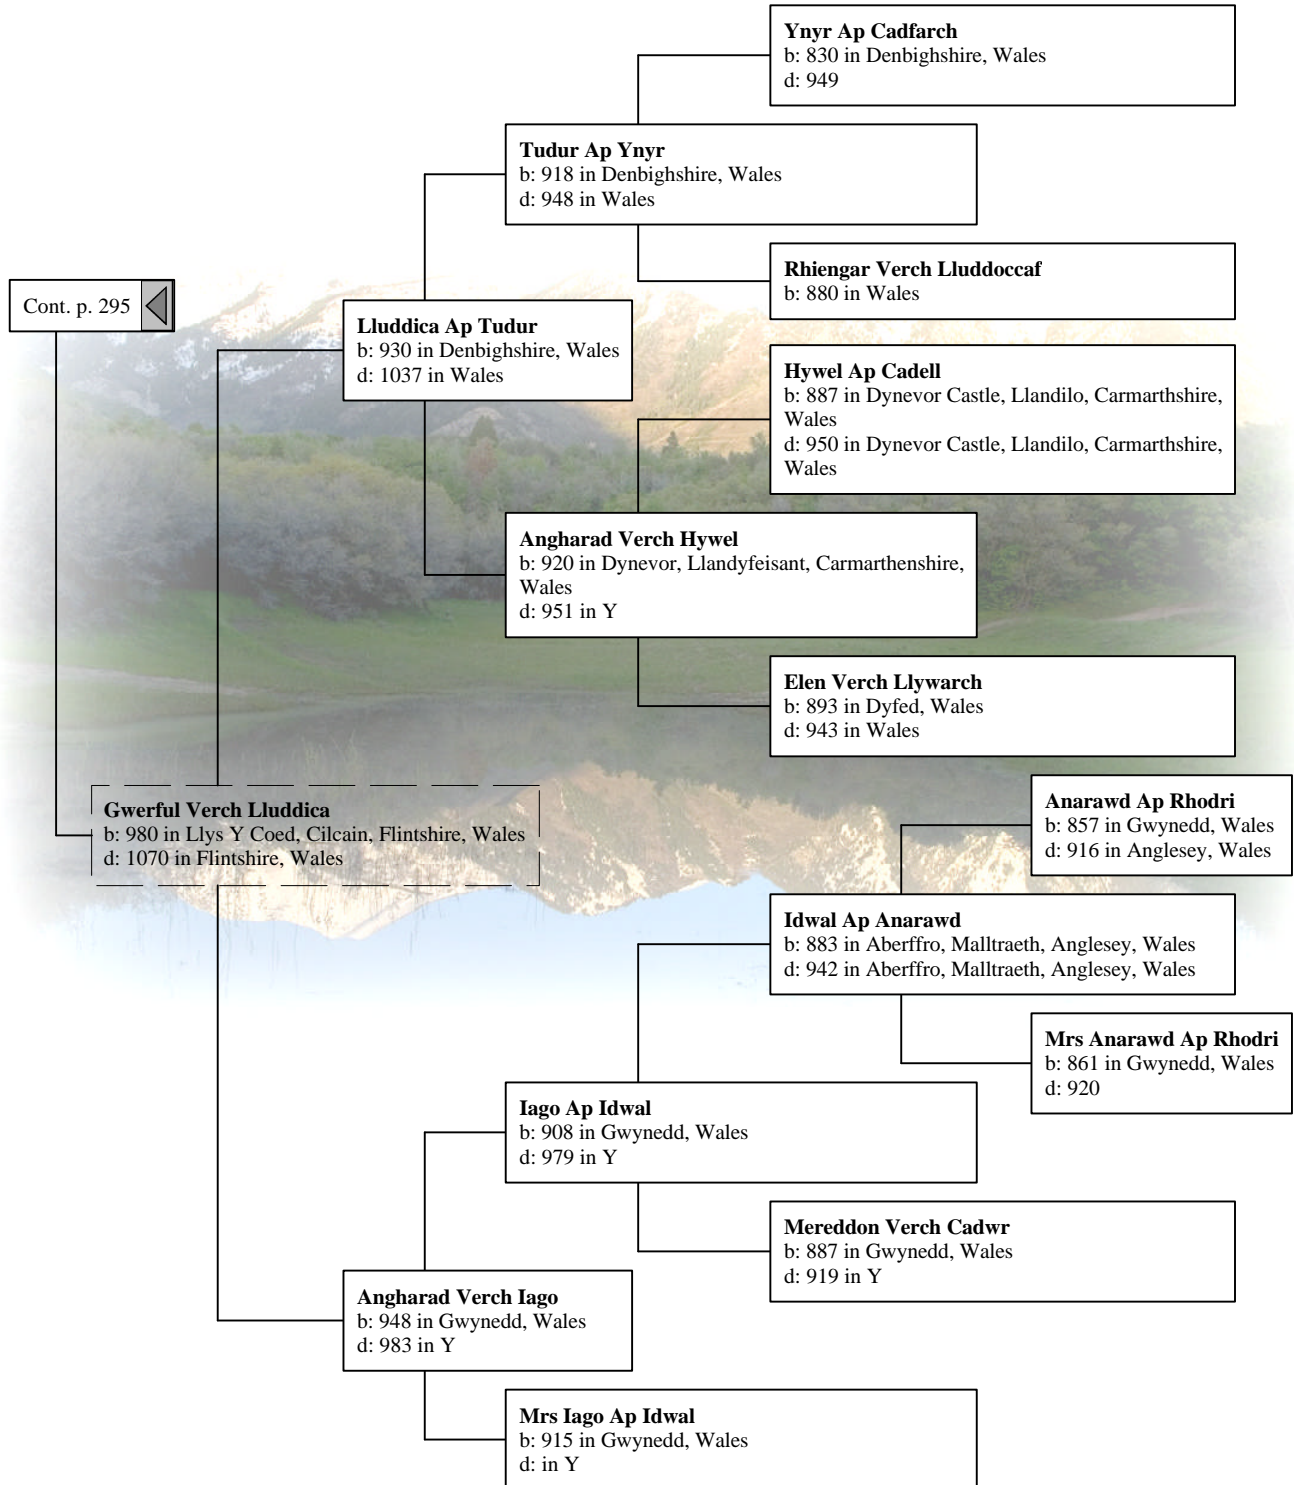 Ynyr Ap Cadfarch
b: 830 in Denbighshire, Wales
d: 949
Tudur Ap Ynyr
b: 918 in Denbighshire, Wales
d: 948 in Wales
Rhiengar Verch Lluddoccaf
b: 880 in Wales
Cont. p. 295
Lluddica Ap Tudur
b: 930 in Denbighshire, Wales
d: 1037 in Wales
Hywel Ap Cadell
b: 887 in Dynevor Castle, Llandilo, Carmarthshire,
Wales
d: 950 in Dynevor Castle, Llandilo, Carmarthshire,
Wales
Angharad Verch Hywel
b: 920 in Dynevor, Llandyfeisant, Carmarthenshire,
Wales
d: 951 in Y
Elen Verch Llywarch
b: 893 in Dyfed, Wales
d: 943 in Wales
Gwerful Verch Lluddica
b: 980 in Llys Y Coed, Cilcain, Flintshire, Wales
d: 1070 in Flintshire, Wales
Anarawd Ap Rhodri
b: 857 in Gwynedd, Wales
d: 916 in Anglesey, Wales
Idwal Ap Anarawd
b: 883 in Aberffro, Malltraeth, Anglesey, Wales
d: 942 in Aberffro, Malltraeth, Anglesey, Wales
Mrs Anarawd Ap Rhodri
b: 861 in Gwynedd, Wales
d: 920
Iago Ap Idwal
b: 908 in Gwynedd, Wales
d: 979 in Y
Mereddon Verch Cadwr
b: 887 in Gwynedd, Wales
d: 919 in Y
Angharad Verch Iago
b: 948 in Gwynedd, Wales
d: 983 in Y
Mrs Iago Ap Idwal
b: 915 in Gwynedd, Wales
d: in Y